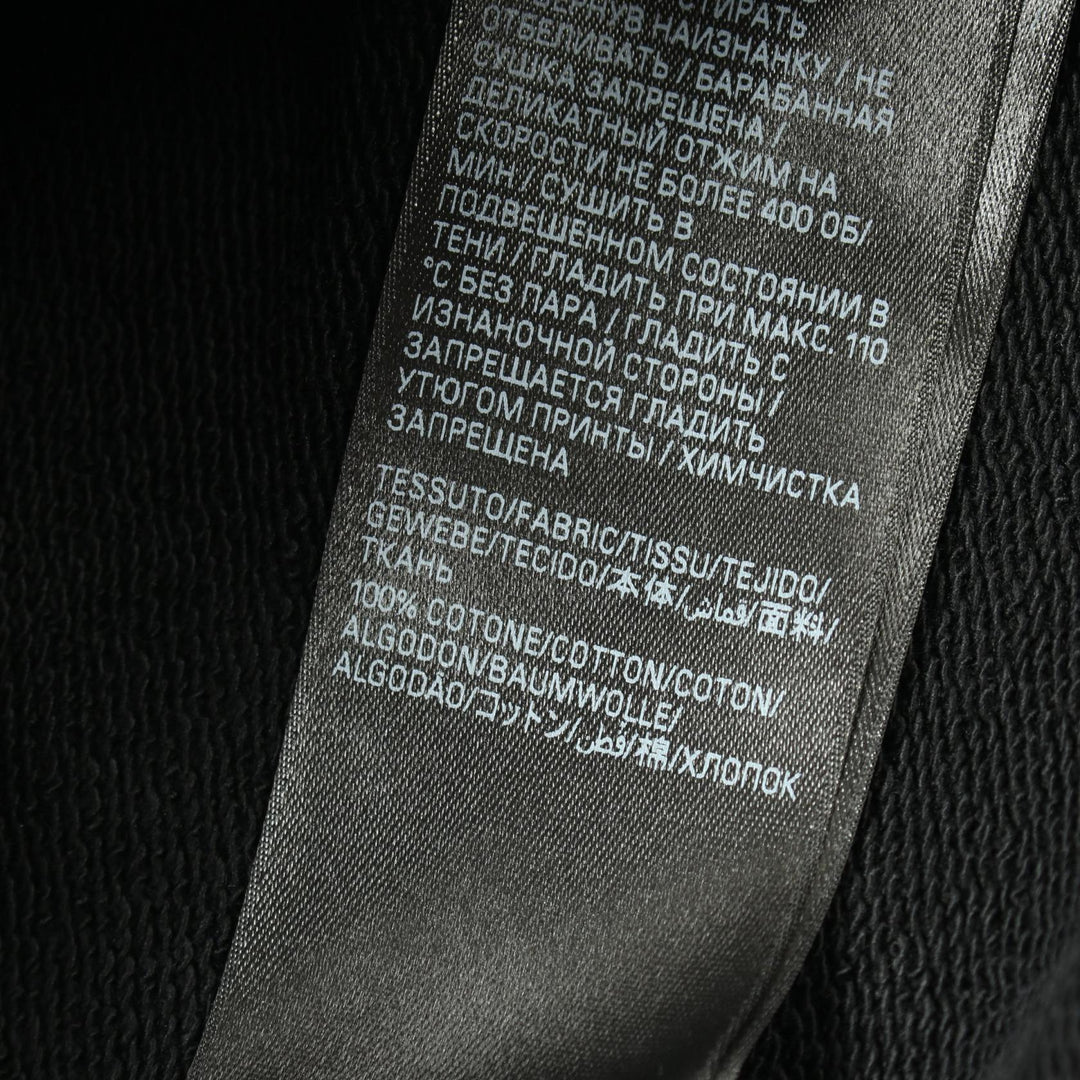 СТИРАТЬ
ВЫВЕРНУВ НАИЗНАНКУ / НЕ
ОТБЕЛИВАТЬ / БАРАБАННАЯ
СУШКА ЗАПРЕЩЕНА /
ДЕЛИКАТНЫЙ ОТЖИМ НА
СКОРОСТИ НЕ БОЛЕЕ 400 ОБ/
МИН / СУШИТЬ В
ПОДВЕШЕННОМ СОСТОЯНИИ В
ТЕНИ / ГЛАДИТЬ ПРИ МАКС. 110
°C БЕЗ ПАРА / ГЛАДИТЬ С
ИЗНАНОЧНОЙ СТОРОНЫ /
ЗАПРЕЩАЕТСЯ ГЛАДИТЬ
УТЮГОМ ПРИНТЫ / ХИМЧИСТКА
ЗАПРЕЩЕНА
TESSUTO/FABRIC/TISSU/TEJIDO/
GEWEBE/TECIDO/本体/قماش/面料/
ТКАНЬ
100% COTONE/COTTON/COTON/
ALGODÓN/BAUMWOLLE/
ALGODÃO/コットン/قطن/棉/ХЛОПОК